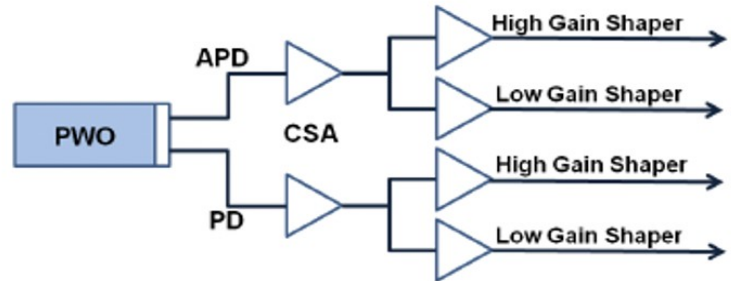 High Gain Shaper
APD
Low Gain Shaper
PWO
CSA
High Gain Shaper
PD
Low Gain Shaper